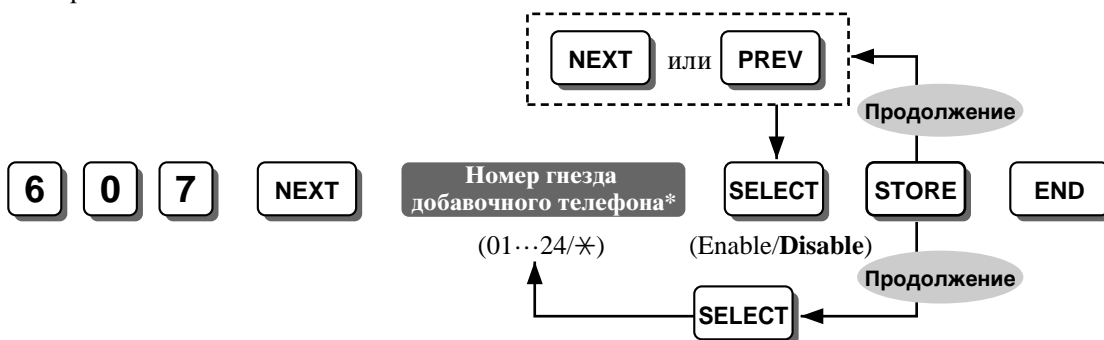 NEXT или PREV
Продолжение
6 0 7 NEXT Номер гнезда добавочного телефона* SELECT STORE END
(01···24/✳) (Enable/Disable)
Продолжение
SELECT